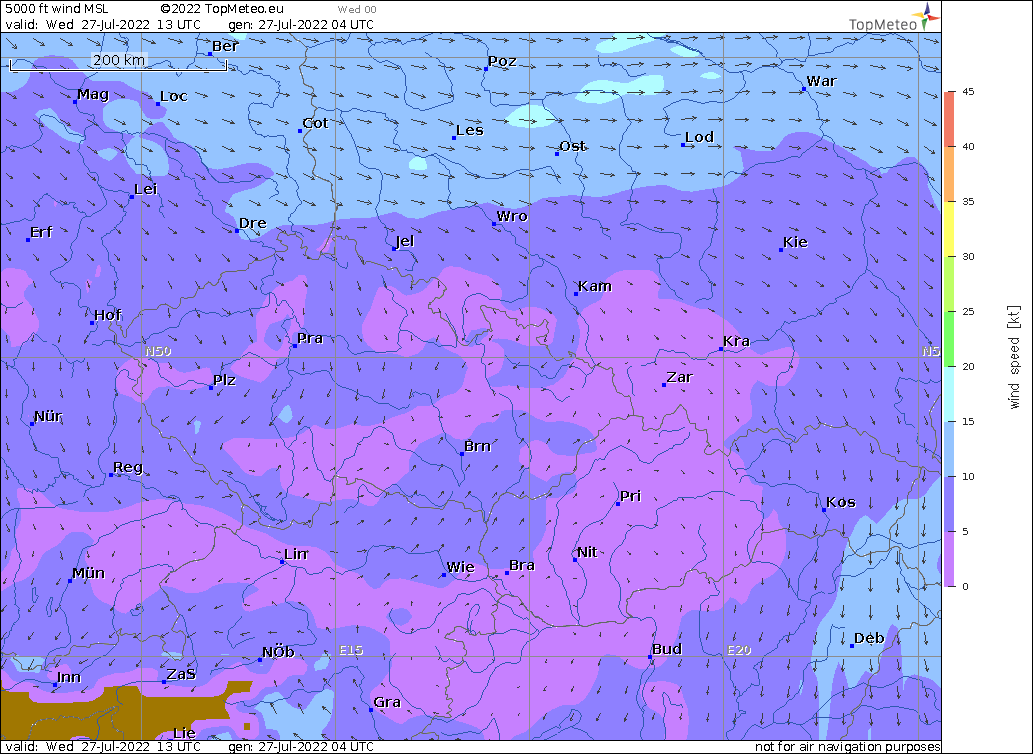 5000 ft wind MSL ©2022 TopMeteo.eu Wed 00
valid: Wed 27-Jul-2022 13 UTC gen: 27-Jul-2022 04 UTC
TopMeteo
Ber
200 km
Poz
War
Mag
Loc
45
Cot
Les
Lod
Ost
40
Lei
35
Wro
Dre
Erf
Jel
Kie
30
Kam
Hof
25
Pra
Kra
N50
N5
20
Plz
Zar
wind speed [kt]
Nür
15
Brn
Reg
10
Pri
Kos
5
Lin
Nit
Wie
Bra
Mün
0
Deb
NÖb
E15
Bud
E20
Inn
ZaS
Gra
Lie
valid: Wed 27-Jul-2022 13 UTC gen: 27-Jul-2022 04 UTC not for air navigation purposes